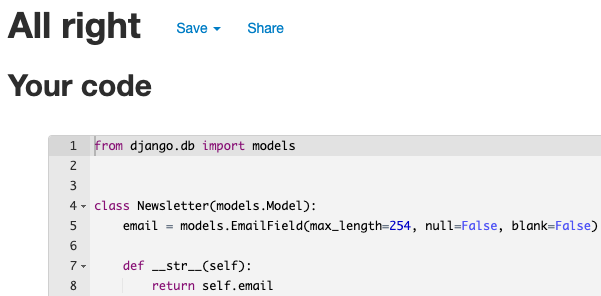 All right Save Share
Your code
1 from django.db import models
2
3
4 class Newsletter(models.Model):
5     email = models.EmailField(max_length=254, null=False, blank=False)
6
7     def __str__(self):
8         return self.email